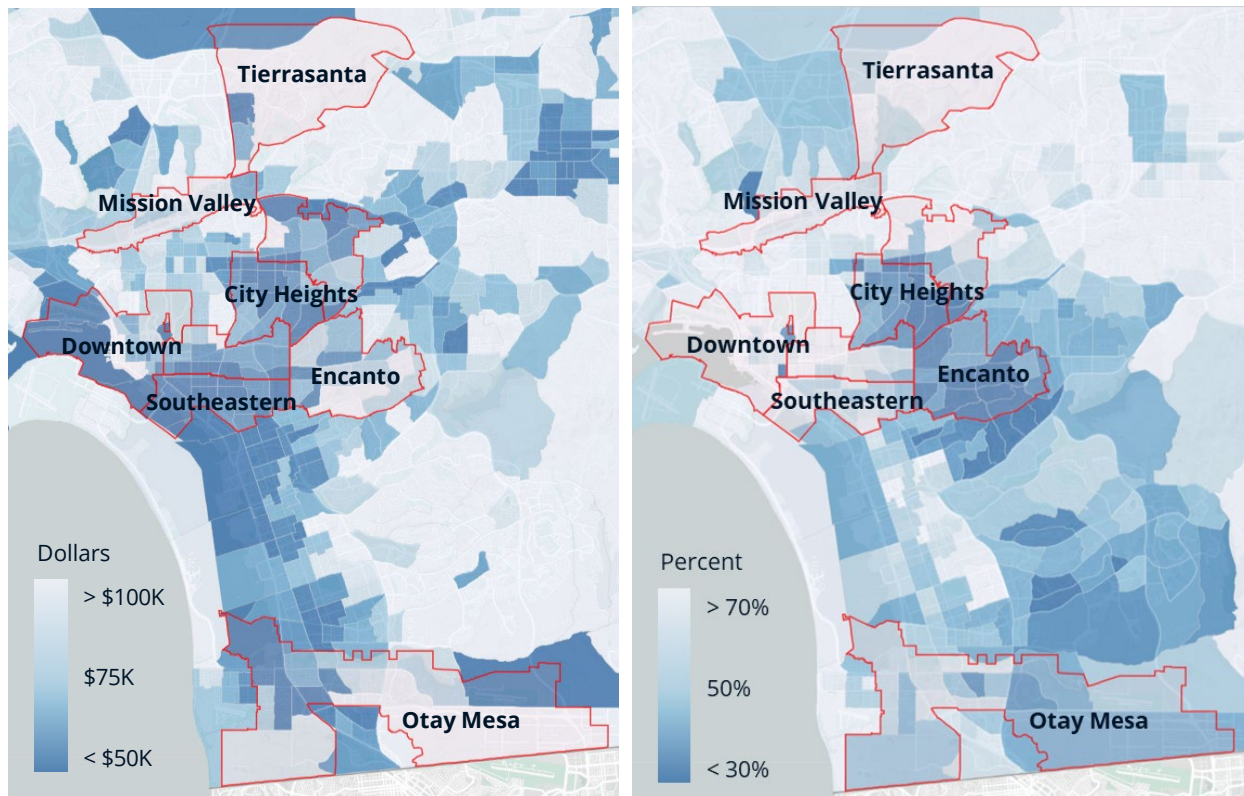 Tierrasanta
Mission Valley
City Heights
Downtown
Encanto
Southeastern
Dollars
> $100K
$75K
< $50K
Otay Mesa
Tierrasanta
Mission Valley
City Heights
Downtown
Encanto
Southeastern
Percent
> 70%
50%
< 30%
Otay Mesa